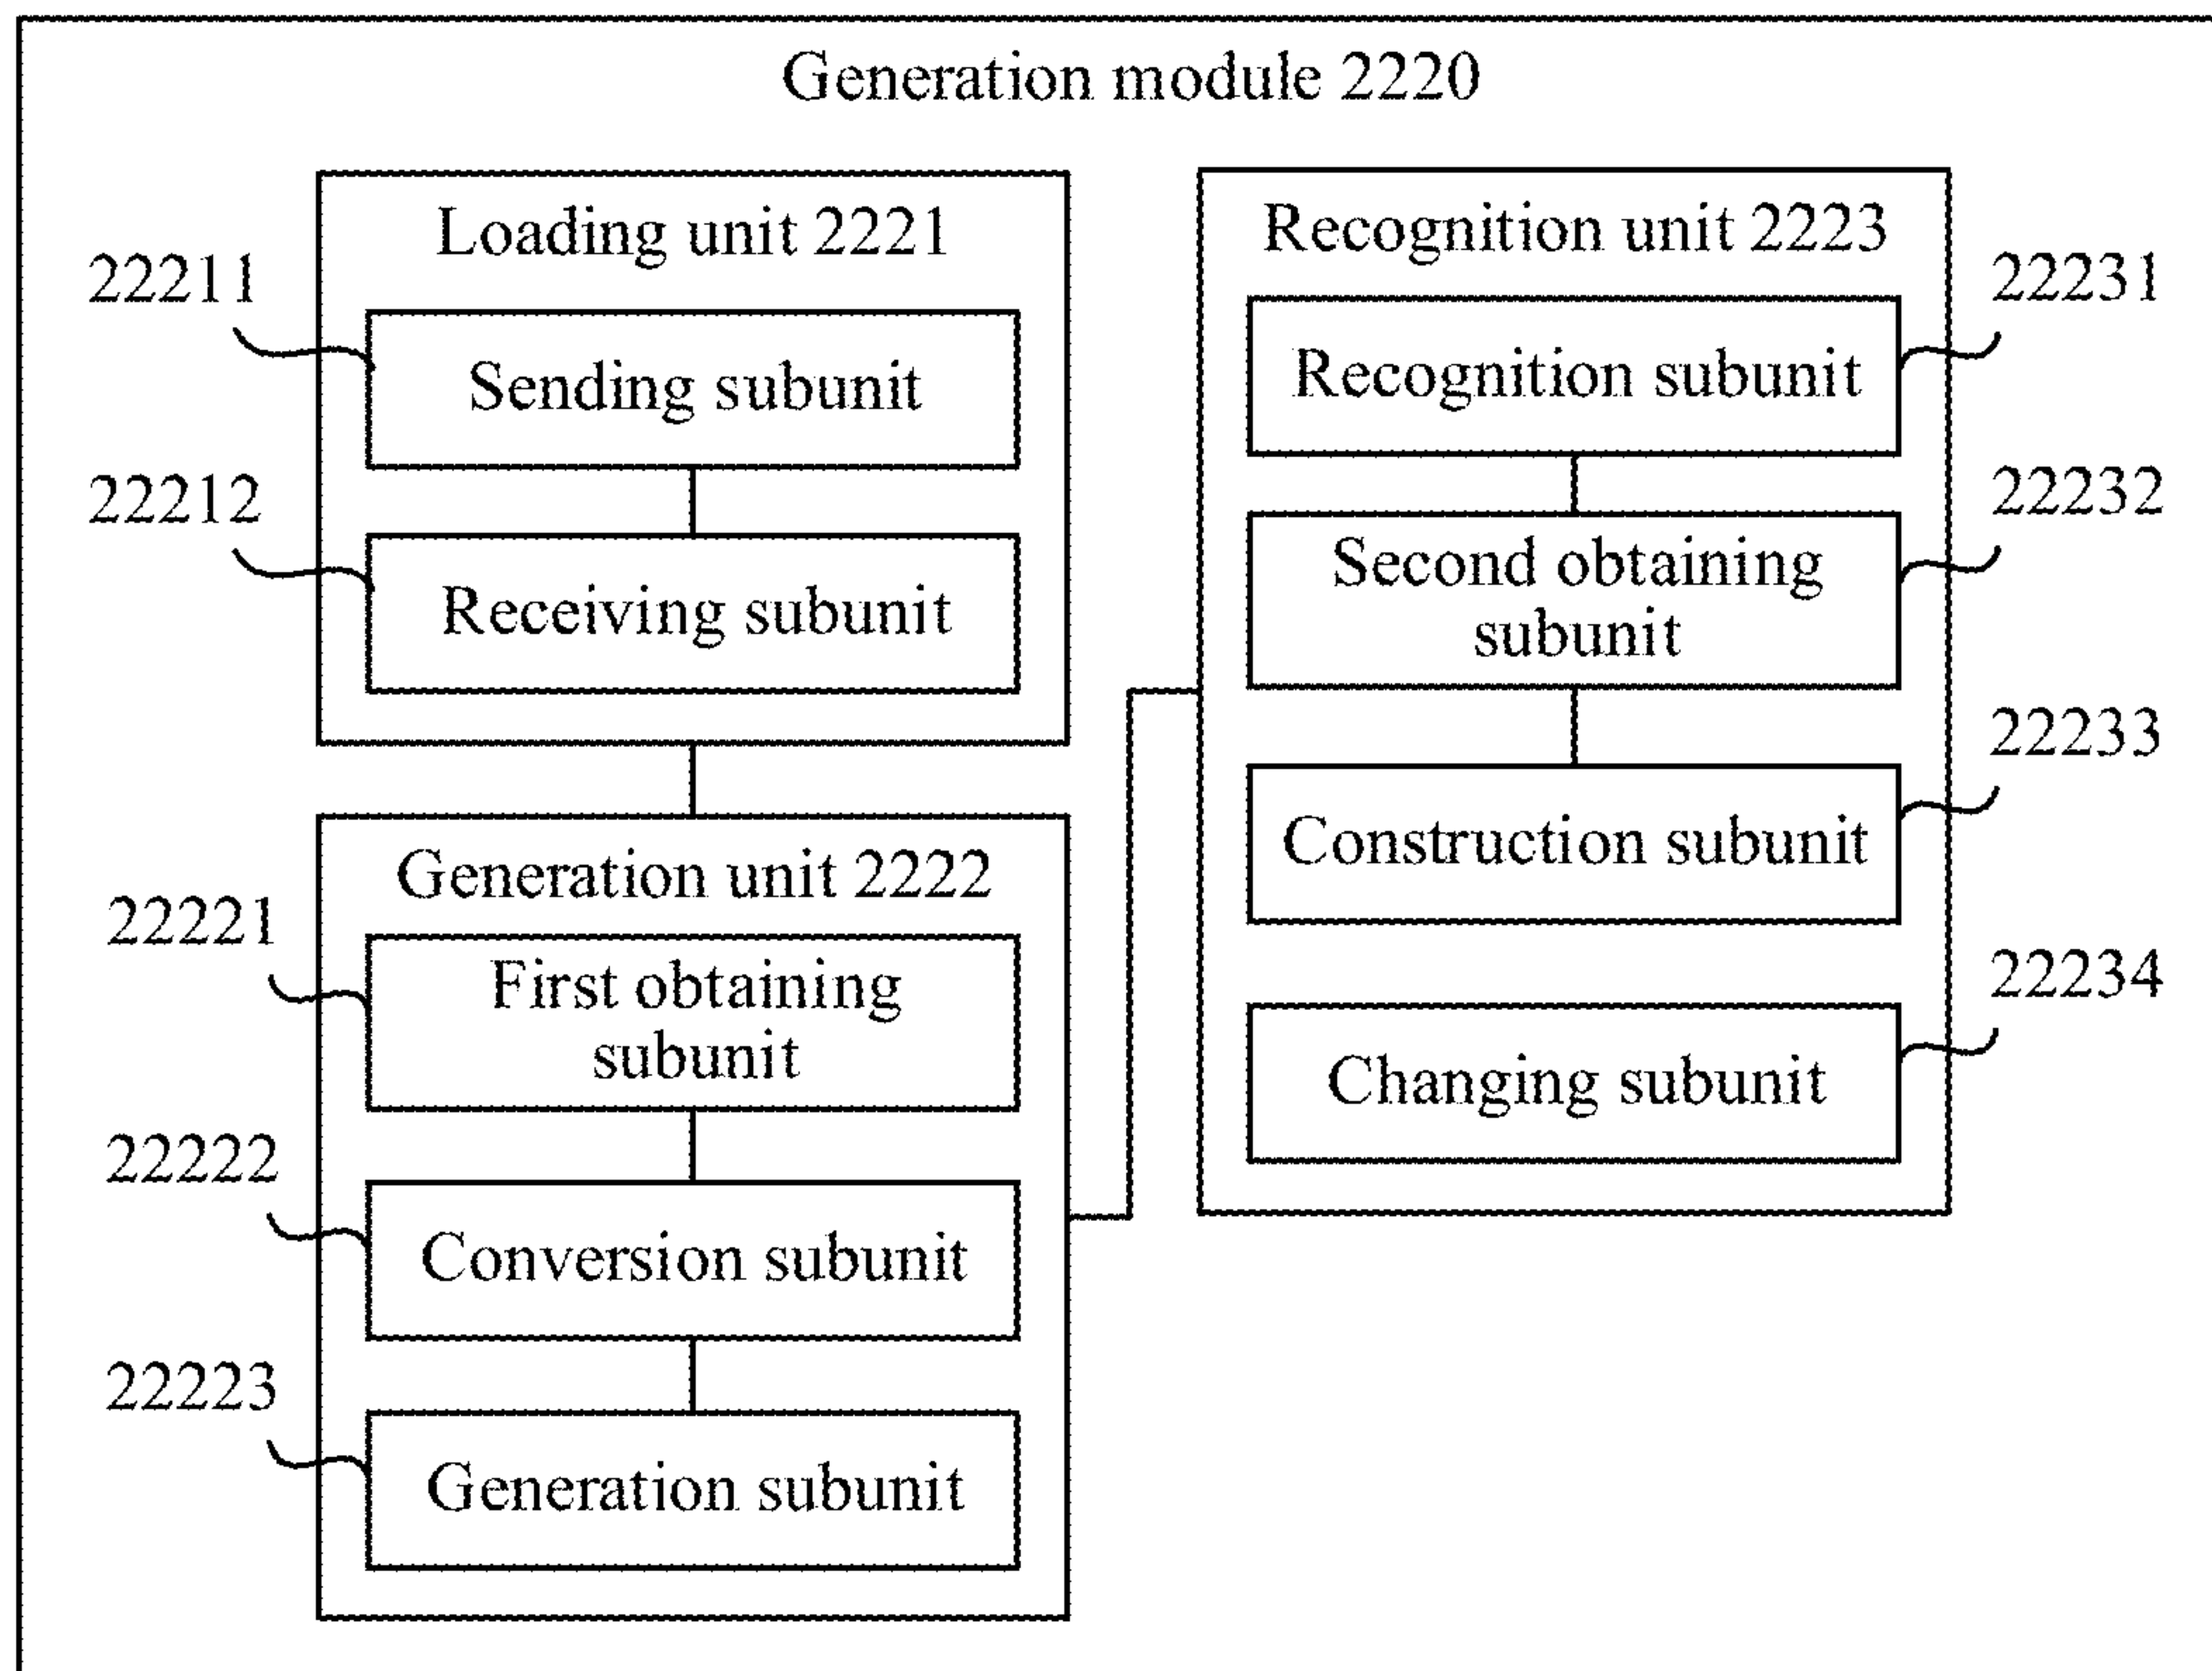 Generation module 2220
Loading unit 2221
22211
Sending subunit
22212
Receiving subunit
Generation unit 2222
22221
First obtaining
subunit
22222
Conversion subunit
22223
Generation subunit
Recognition unit 2223
22231
Recognition subunit
22232
Second obtaining
subunit
22233
Construction subunit
22234
Changing subunit